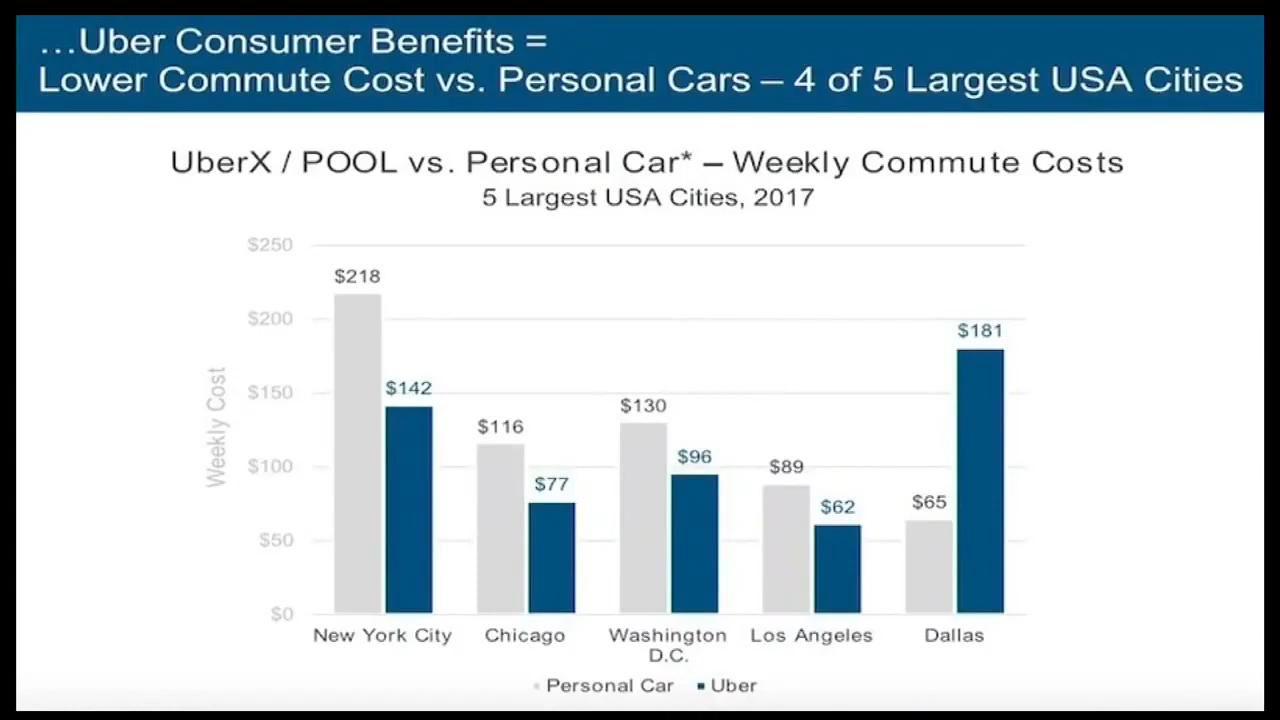 ...Uber Consumer Benefits =
Lower Commute Cost vs. Personal Cars – 4 of 5 Largest USA Cities
UberX / POOL vs. Personal Car* – Weekly Commute Costs
5 Largest USA Cities, 2017
Weekly Cost
$250
$200
$150
$100
$50
$0
$218
$142
$116
$77
$130
$96
$89
$62
$65
$181
New York City
Chicago
Washington
D.C.
Los Angeles
Dallas
Personal Car
Uber